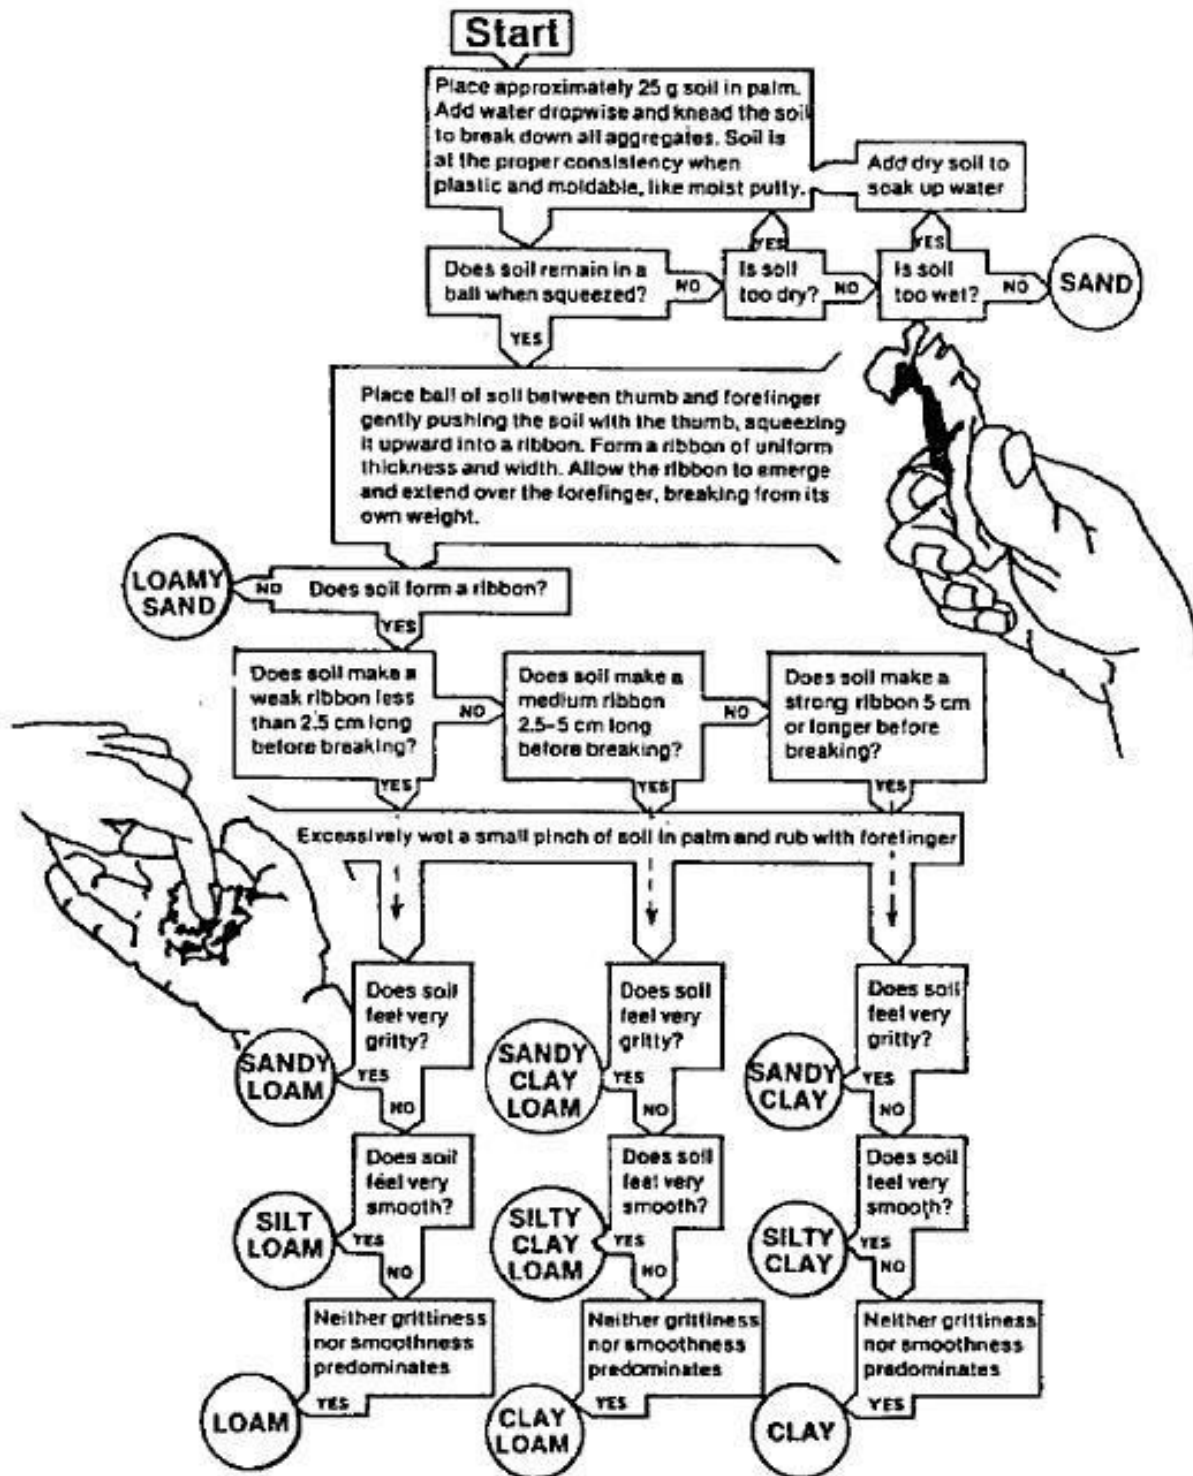 Start
Place approximately 25 g soil in palm.
Add water dropwise and knead the soil
to break down all aggregates. Soil is
at the proper consistency when
plastic and moldable, like moist putty.
Add dry soil to
soak up water
YES
YES
Does soil remain in a
ball when squeezed?
NO
Is soil
too dry?
NO
Is soil
too wet?
NO
SAND
YES
Place ball of soil between thumb and forefinger
gently pushing the soil with the thumb, squeezing
it upward into a ribbon. Form a ribbon of uniform
thickness and width. Allow the ribbon to emerge
and extend over the forefinger, breaking from its
own weight.
LOAMY
SAND
NO
Does soil form a ribbon?
YES
Does soil make a
weak ribbon less
than 2.5 cm long
before breaking?
NO
Does soil make a
medium ribbon
2.5-5 cm long
before breaking?
NO
Does soil make a
strong ribbon 5 cm
or longer before
breaking?
YES
YES
YES
Excessively wet a small pinch of soil in palm and rub with forefinger
Does soil
feel very
gritty?
SANDY
LOAM
YES
NO
Does soil
feel very
gritty?
SANDY
CLAY
LOAM
YES
NO
Does soil
feel very
gritty?
SANDY
CLAY
YES
NO
Does soil
feel very
smooth?
SILT
LOAM
YES
NO
Does soil
feel very
smooth?
SILTY
CLAY
LOAM
YES
NO
Does soil
feel very
smooth?
SILTY
CLAY
YES
NO
Neither grittiness
nor smoothness
predominates
YES
LOAM
Neither grittiness
nor smoothness
predominates
YES
CLAY
LOAM
Neither grittiness
nor smoothness
predominates
YES
CLAY